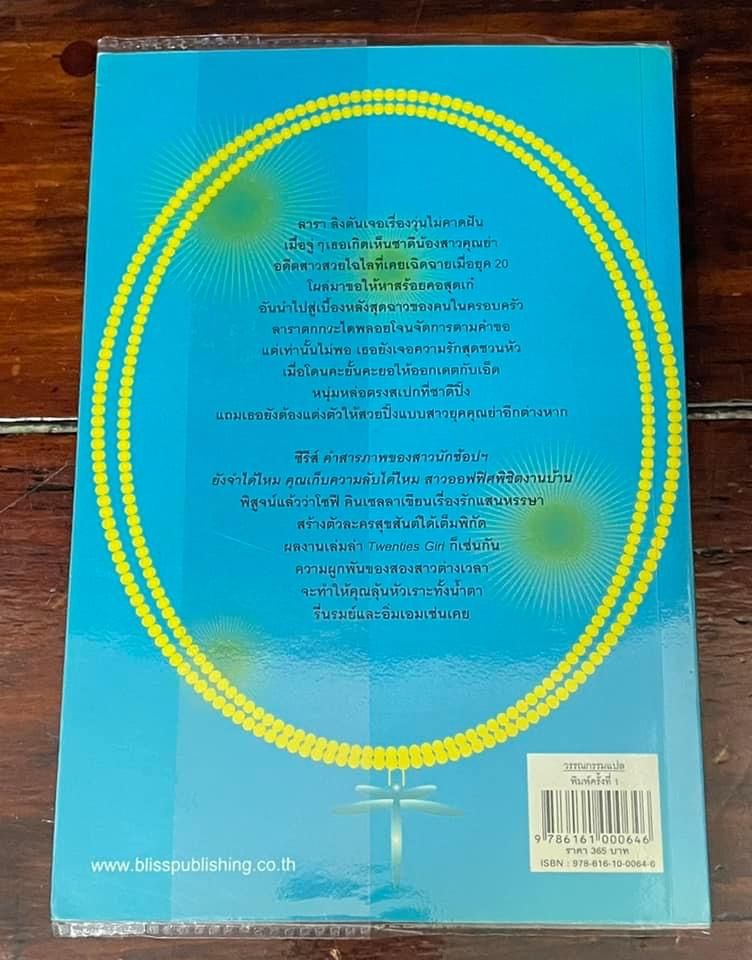 ลารา ลิงตันเจอเรื่องวุ่นไม่คาดฝัน
เมื่อจู่ ๆ เธอเกิดเห็นชาดีน้องสาวคุณย่า
อดีตสาวสวยไฉไลที่เคยเฉิดฉายเมื่อยุค 20
โผล่มาขอให้หาสร้อยคอสุดเก๋
อันนำไปสู่เบื้องหลังสุดฉาวของคนในครอบครัว
ลาราตกกระไดพลอยโจนจัดการตามคำขอ
แต่เท่านั้นไม่พอ เธอยังเจอความรักสุดชวนหัว
เมื่อโดนคะยั้นคะยอให้ออกเดตกับเอ็ด
หนุ่มหล่อตรงสเปกที่ชาดีปิ๊ง
แถมเธอยังต้องแต่งตัวให้สวยปิ๊งแบบสาวยุคคุณย่าอีกต่างหาก
ซีรีส์ คำสารภาพของสาวนักช้อปฯ
ยังจำได้ไหม คุณเก็บความลับได้ไหม สาวออฟฟิศพิชิตงานบ้าน
พิสูจน์แล้วว่าโซฟี คินเซลลาเขียนเรื่องรักแสนหรรษา
สร้างตัวละครสุขสันต์ได้เต็มพิกัด
ผลงานเล่มล่า Twenties Girl ก็เช่นกัน
ความผูกพันของสองสาวต่างเวลา
จะทำให้คุณลุ้นหัวเราะทั้งน้ำตา
รื่นรมย์และอิ่มเอมเช่นเคย
วรรณกรรมแปล
พิมพ์ครั้งที่ 1
9 786161 000646
ราคา 365 บาท
ISBN : 978-616-10-0064-6
www.blisspublishing.co.th